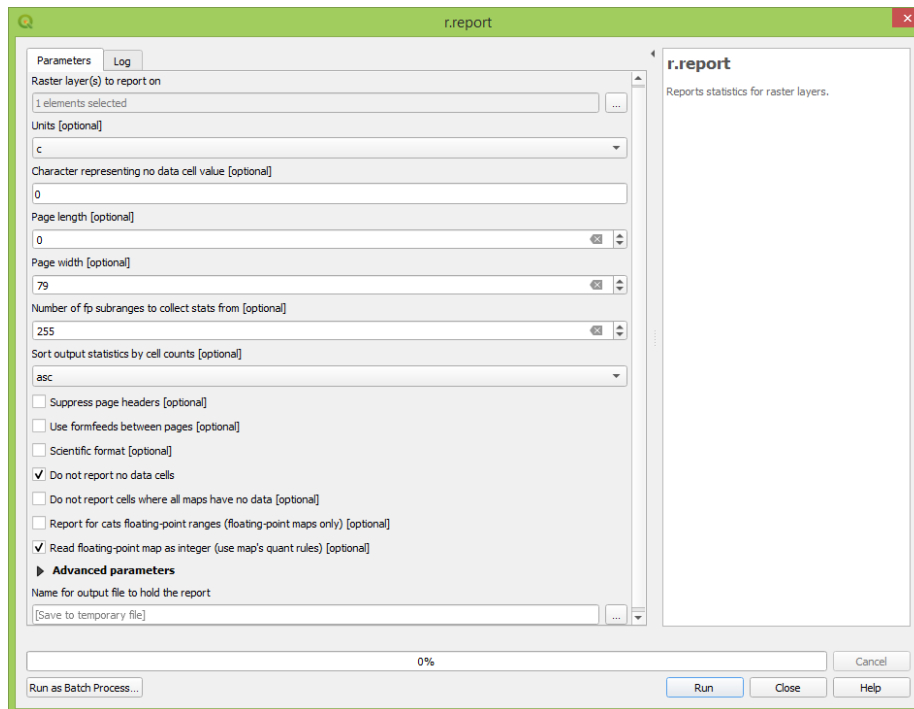 r.report
Parameters
Log
Raster layer(s) to report on
1 elements selected
...
Units [optional]
c
Character representing no data cell value [optional]
0
Page length [optional]
0
Page width [optional]
79
Number of fp subranges to collect stats from [optional]
255
Sort output statistics by cell counts [optional]
asc
Suppress page headers [optional]
Use formfeeds between pages [optional]
Scientific format [optional]
Do not report no data cells
Do not report cells where all maps have no data [optional]
Report for cats floating-point ranges (floating-point maps only) [optional]
Read floating-point map as integer (use map's quant rules) [optional]
Advanced parameters
Name for output file to hold the report
[Save to temporary file]
...
r.report
Reports statistics for raster layers.
0%
Cancel
Run as Batch Process...
Run
Close
Help